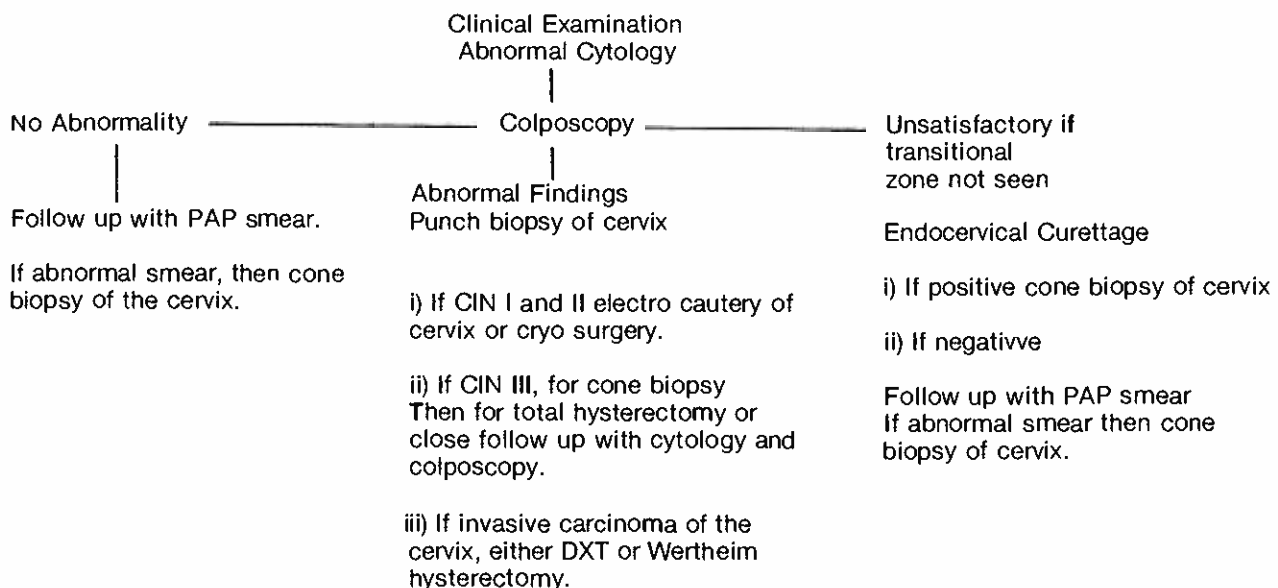 Clinical Examination
Abnormal Cytology
No Abnormality
Colposcopy
Unsatisfactory if
transitional
zone not seen
Follow up with PAP smear.
If abnormal smear, then cone
biopsy of the cervix.
Abnormal Findings
Punch biopsy of cervix
i) If CIN I and II electro cautery of
cervix or cryo surgery.
ii) If CIN III, for cone biopsy
Then for total hysterectomy or
close follow up with cytology and
colposcopy.
iii) If invasive carcinoma of the
cervix, either DXT or Wertheim
hysterectomy.
Endocervical Curettage
i) If positive cone biopsy of cervix
ii) If negativve
Follow up with PAP smear
If abnormal smear then cone
biopsy of cervix.